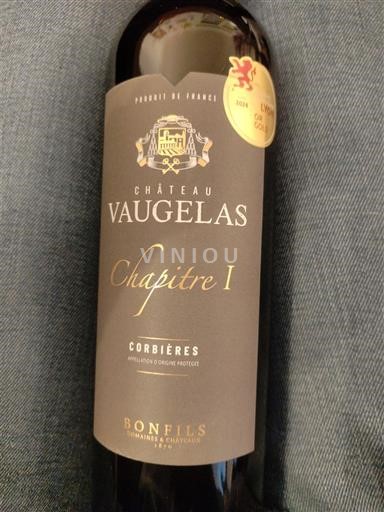 PRODUIT DE FRANCE
2024
LYON
OR
GOLD
CHÂTEAU
VAUGELAS
VINIOU
Chapitre I
CORBIÈRES
APPELLATION D'ORIGINE PROTÉGÉE
BONFILS
DOMAINES & CHÂTEAUX
1870